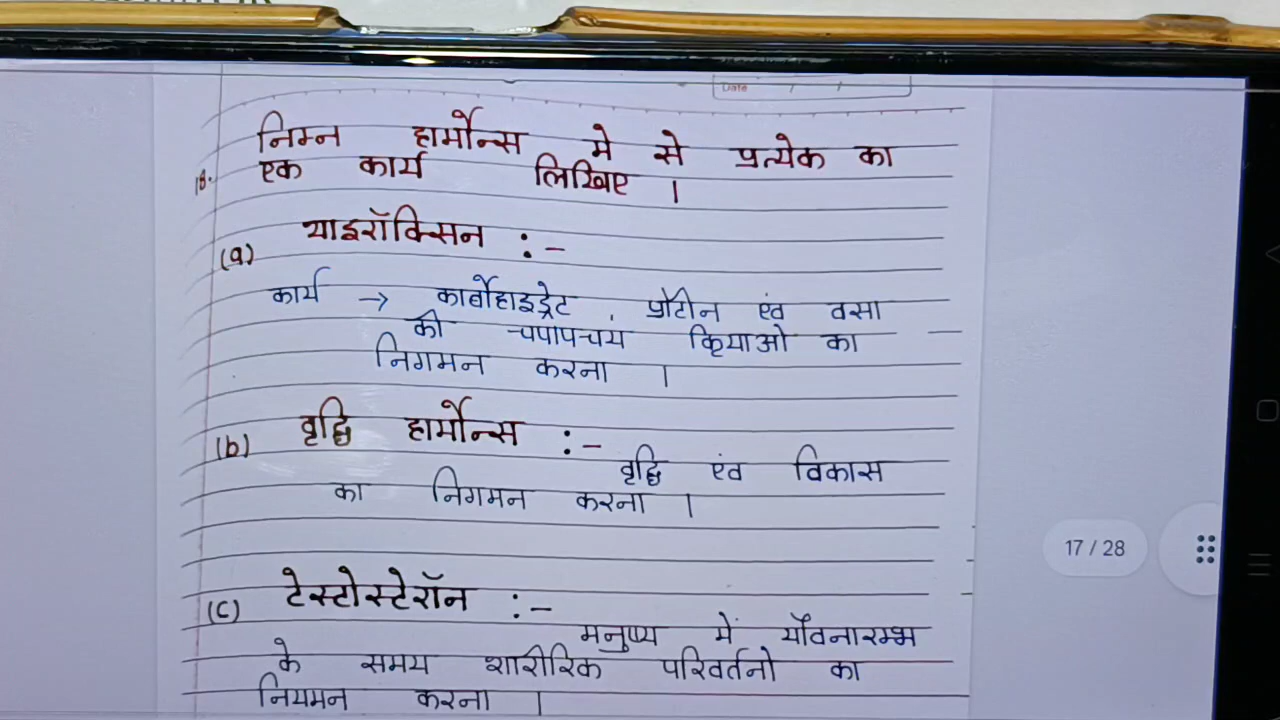 Date / /
निम्न हार्मोन्स मे से प्रत्येक का
18. एक कार्य लिखिए ।
(a) थाइरॉक्सिन :-
कार्य → कार्बोहाइड्रेट , प्रोटीन एंव वसा
की चपापचय क्रियाओ का
निगमन करना ।
(b) वृद्धि हार्मोन्स :-
वृद्धि एंव विकास
का निगमन करना ।
(c) टेस्टोस्टेरॉन :-
मनुष्य में यौवनारम्भ
के समय शारीरिक परिवर्तनो का
नियमन करना ।
17 / 28